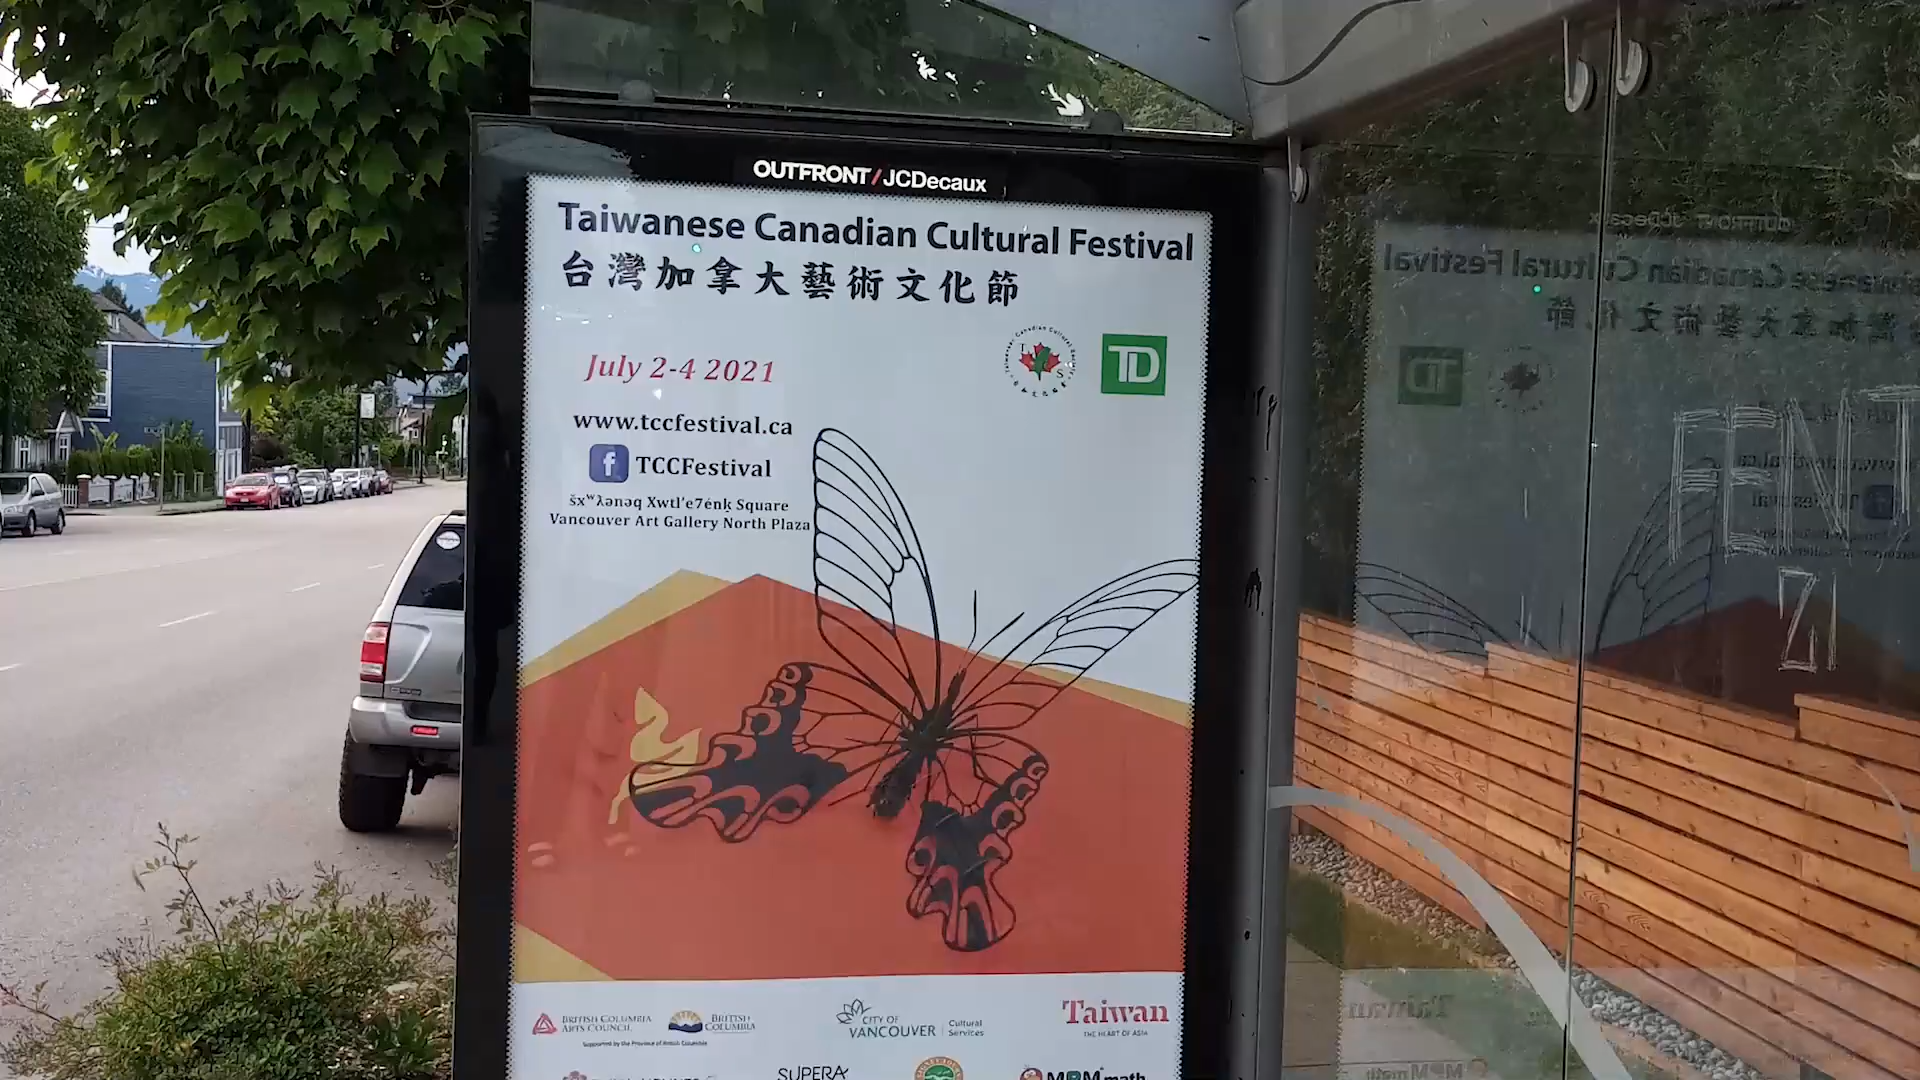 OUTFRONT/JCDecaux
Taiwanese Canadian Cultural Festival
台灣加拿大藝術文化節
July 2-4 2021
TD
www.tccfestival.ca
f TCCFestival
šxʷƛ̓ənəq Xwtl'e7énḵ Square
Vancouver Art Gallery North Plaza
BRITISH COLUMBIA
ARTS COUNCIL
BRITISH
COLUMBIA
Supported by the Province of British Columbia
CITY OF
VANCOUVER
Cultural
Services
Taiwan
THE HEART OF ASIA
SUPERA
MPM math